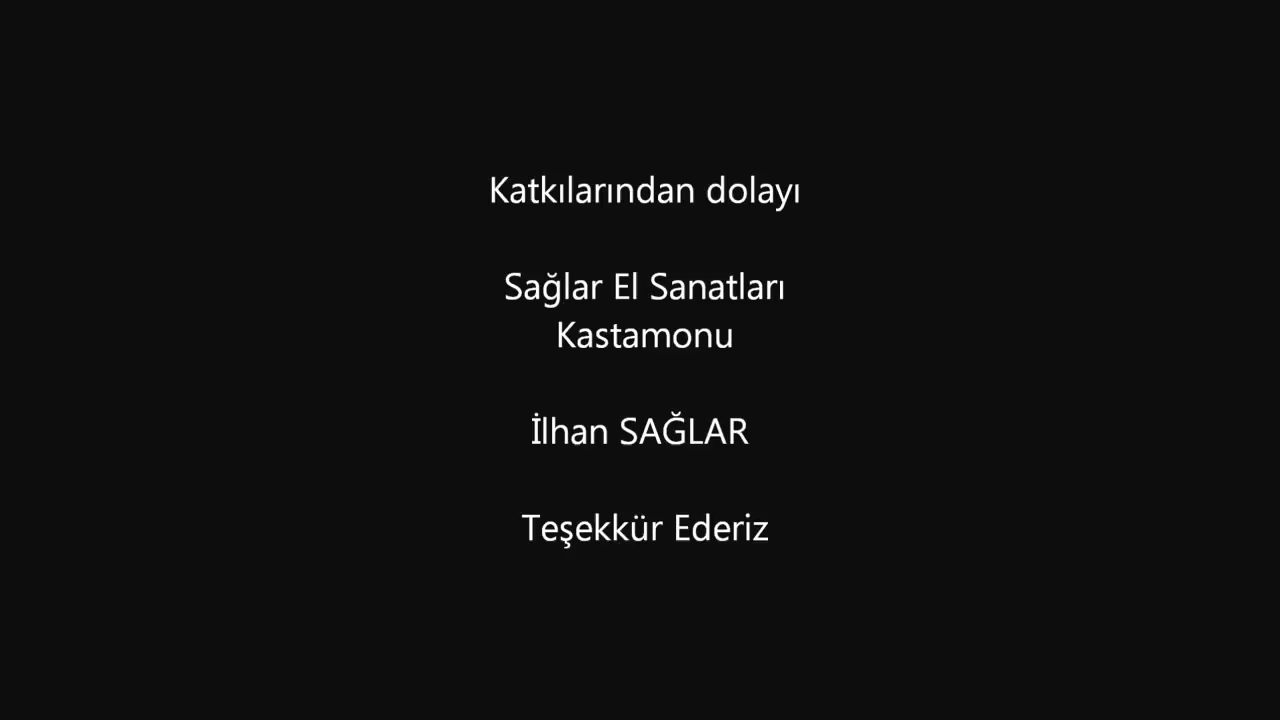 Katkılarından dolayı
Sağlar El Sanatları
Kastamonu
İlhan SAĞLAR
Teşekkür Ederiz